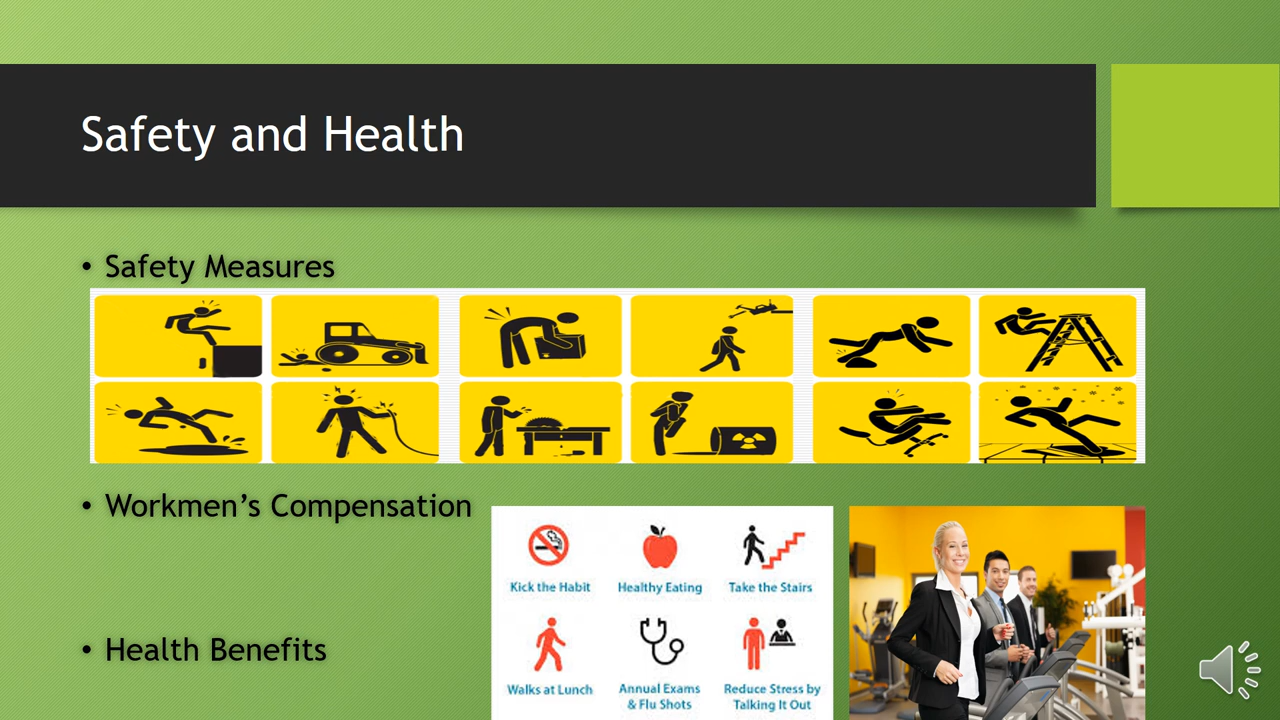 Safety and Health
• Safety Measures
• Workmen’s Compensation
Kick the Habit
Healthy Eating
Take the Stairs
• Health Benefits
Walks at Lunch
Annual Exams
& Flu Shots
Reduce Stress by
Talking It Out